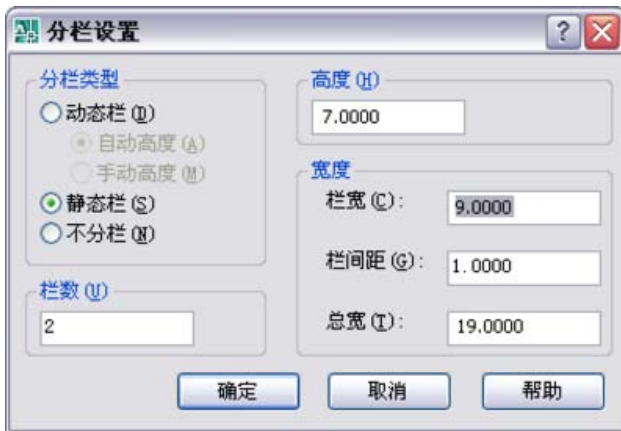 分栏设置
分栏类型
动态栏(D)
自动高度(A)
手动高度(M)
静态栏(S)
不分栏(N)
栏数(U)
2
高度(H)
7.0000
宽度
栏宽(C):
9.0000
栏间距(G):
1.0000
总宽(T):
19.0000
确定
取消
帮助